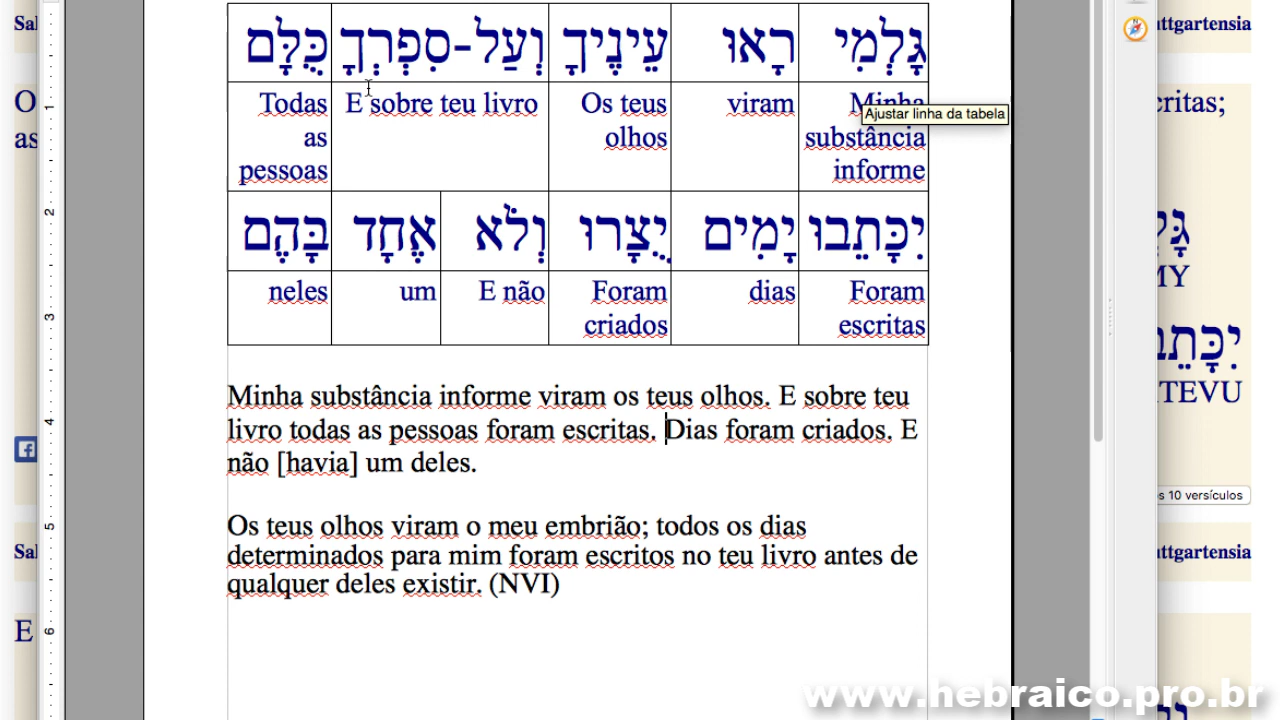 גָּלְמִי רָאוּ עֵינֶיךָ וְעַל-סִפְרְךָ כֻּלָּם
Minha substância informe viram Os teus olhos E sobre teu livro Todas as pessoas
Ajustar linha da tabela
יִכָּתֵבוּ יָמִים יֻצָּרוּ וְלֹא אֶחָד בָּהֶם
Foram escritas dias Foram criados E não um neles
Minha substância informe viram os teus olhos. E sobre teu
livro todas as pessoas foram escritas. Dias foram criados. E
não [havia] um deles.
Os teus olhos viram o meu embrião; todos os dias
determinados para mim foram escritos no teu livro antes de
qualquer deles existir. (NVI)
www.hebraico.pro.br